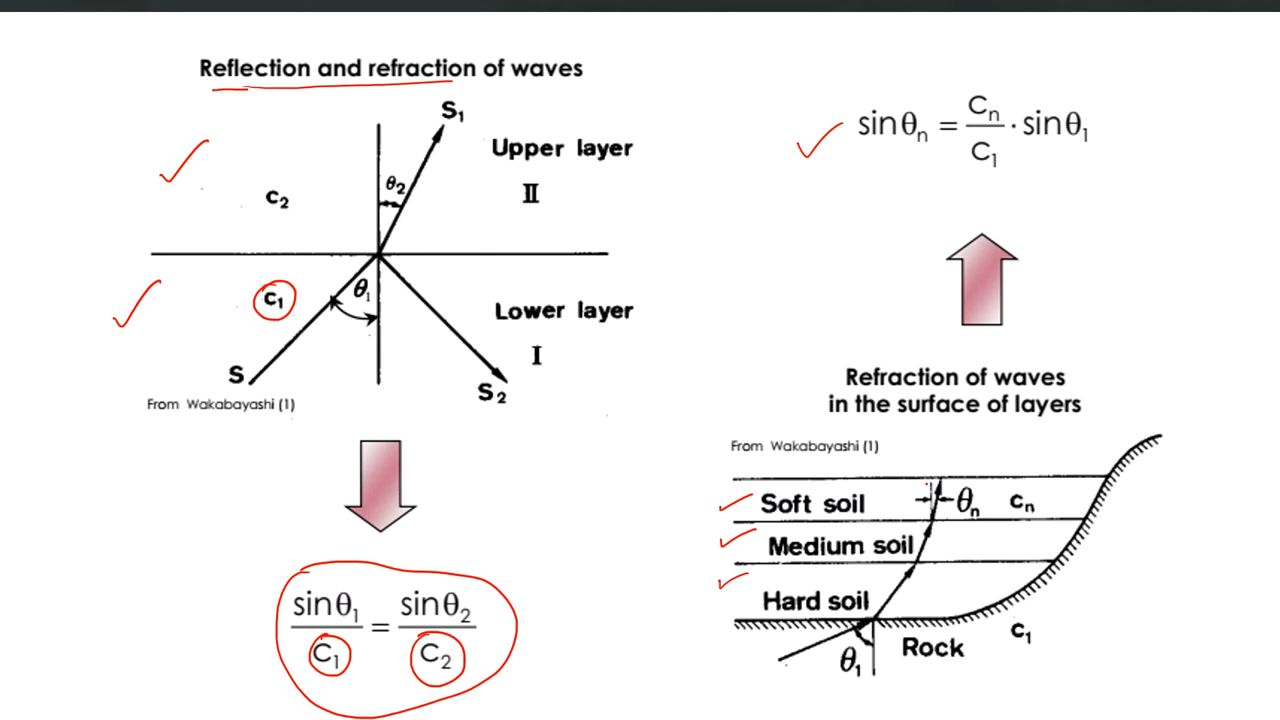 Reflection and refraction of waves
S₁
Upper layer
θ₂
II
c₂
c₁
θ₁
Lower layer
I
S
S₂
From Wakabayashi (1)
sinθ₁ / C₁ = sinθ₂ / C₂
sinθₙ = Cₙ / C₁ · sinθ₁
Refraction of waves
in the surface of layers
From Wakabayashi (1)
Soft soil θₙ cₙ
Medium soil
Hard soil
c₁
Rock
θ₁